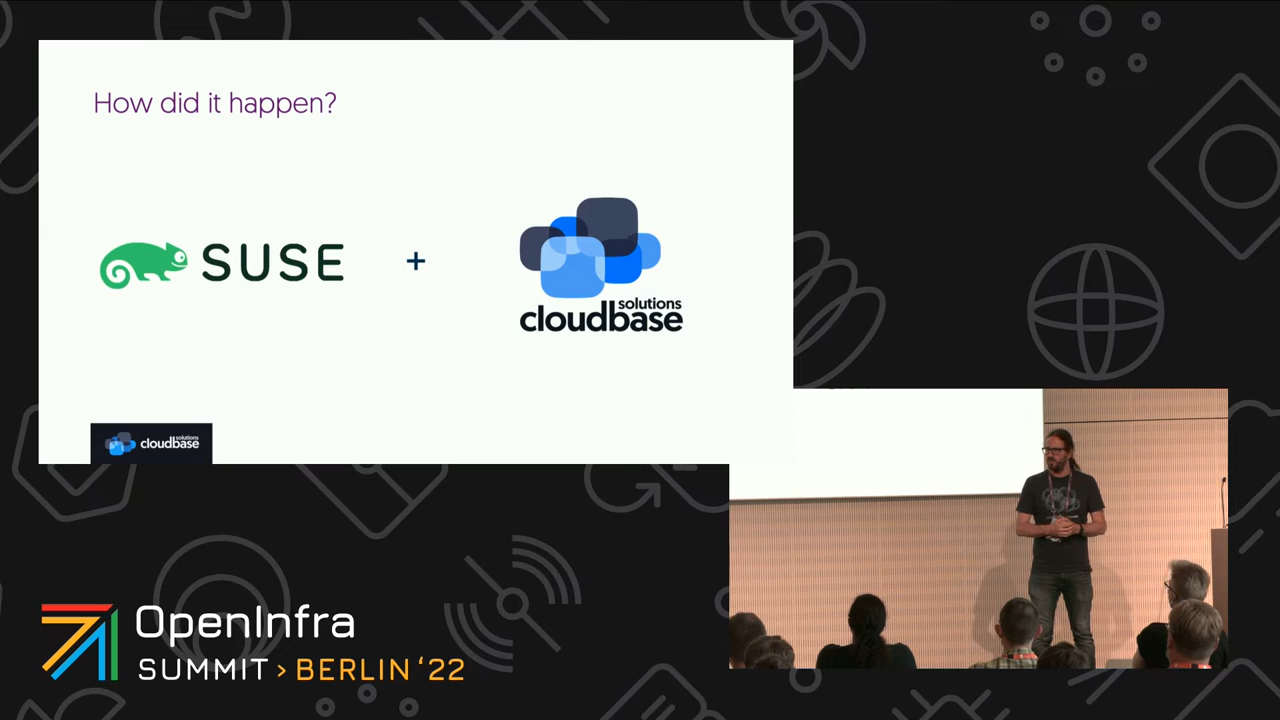 How did it happen?
SUSE
+
solutions
cloudbase
solutions
cloudbase
OpenInfra
SUMMIT > BERLIN ‘22